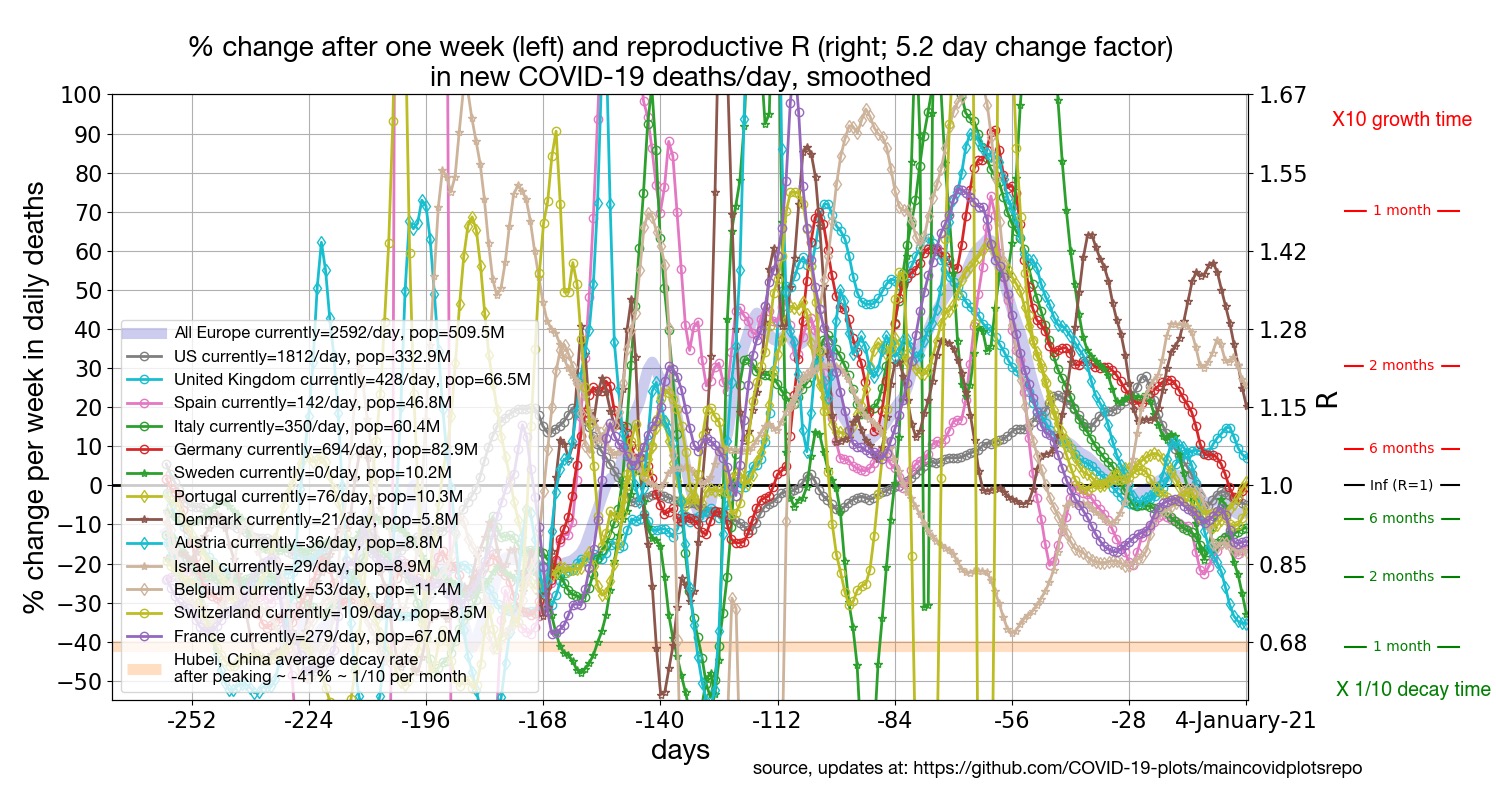 % change after one week (left) and reproductive R (right; 5.2 day change factor)
in new COVID-19 deaths/day, smoothed
% change per week in daily deaths
100
90
80
70
60
50
40
30
20
10
0
−10
−20
−30
−40
−50
All Europe currently=2592/day, pop=509.5M
US currently=1812/day, pop=332.9M
United Kingdom currently=428/day, pop=66.5M
Spain currently=142/day, pop=46.8M
Italy currently=350/day, pop=60.4M
Germany currently=694/day, pop=82.9M
Sweden currently=0/day, pop=10.2M
Portugal currently=76/day, pop=10.3M
Denmark currently=21/day, pop=5.8M
Austria currently=36/day, pop=8.8M
Israel currently=29/day, pop=8.9M
Belgium currently=53/day, pop=11.4M
Switzerland currently=109/day, pop=8.5M
France currently=279/day, pop=67.0M
Hubei, China average decay rate
after peaking ~ -41% ~ 1/10 per month
1.67
1.55
1.42
1.28
1.15
1.0
0.85
0.68
R
X10 growth time
1 month
2 months
6 months
Inf (R=1)
6 months
2 months
1 month
X 1/10 decay time
-252 -224 -196 -168 -140 -112 -84 -56 -28 4-January-21
days
source, updates at: https://github.com/COVID-19-plots/maincovidplotsrepo